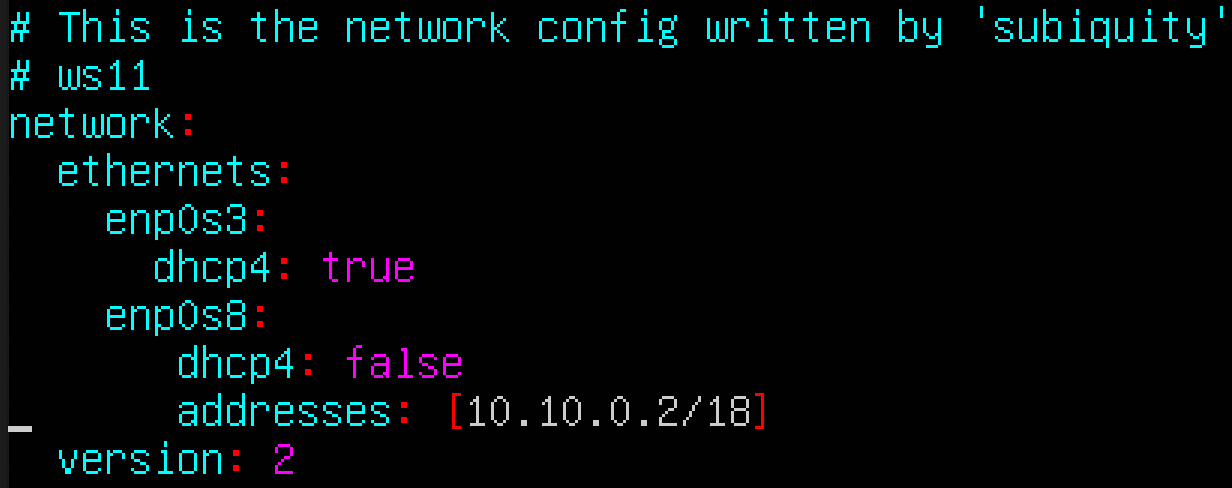 # This is the network config written by 'subiquity'
# ws11
network:
  ethernets:
    enp0s3:
      dhcp4: true
    enp0s8:
       dhcp4: false
       addresses: [10.10.0.2/18]
  version: 2